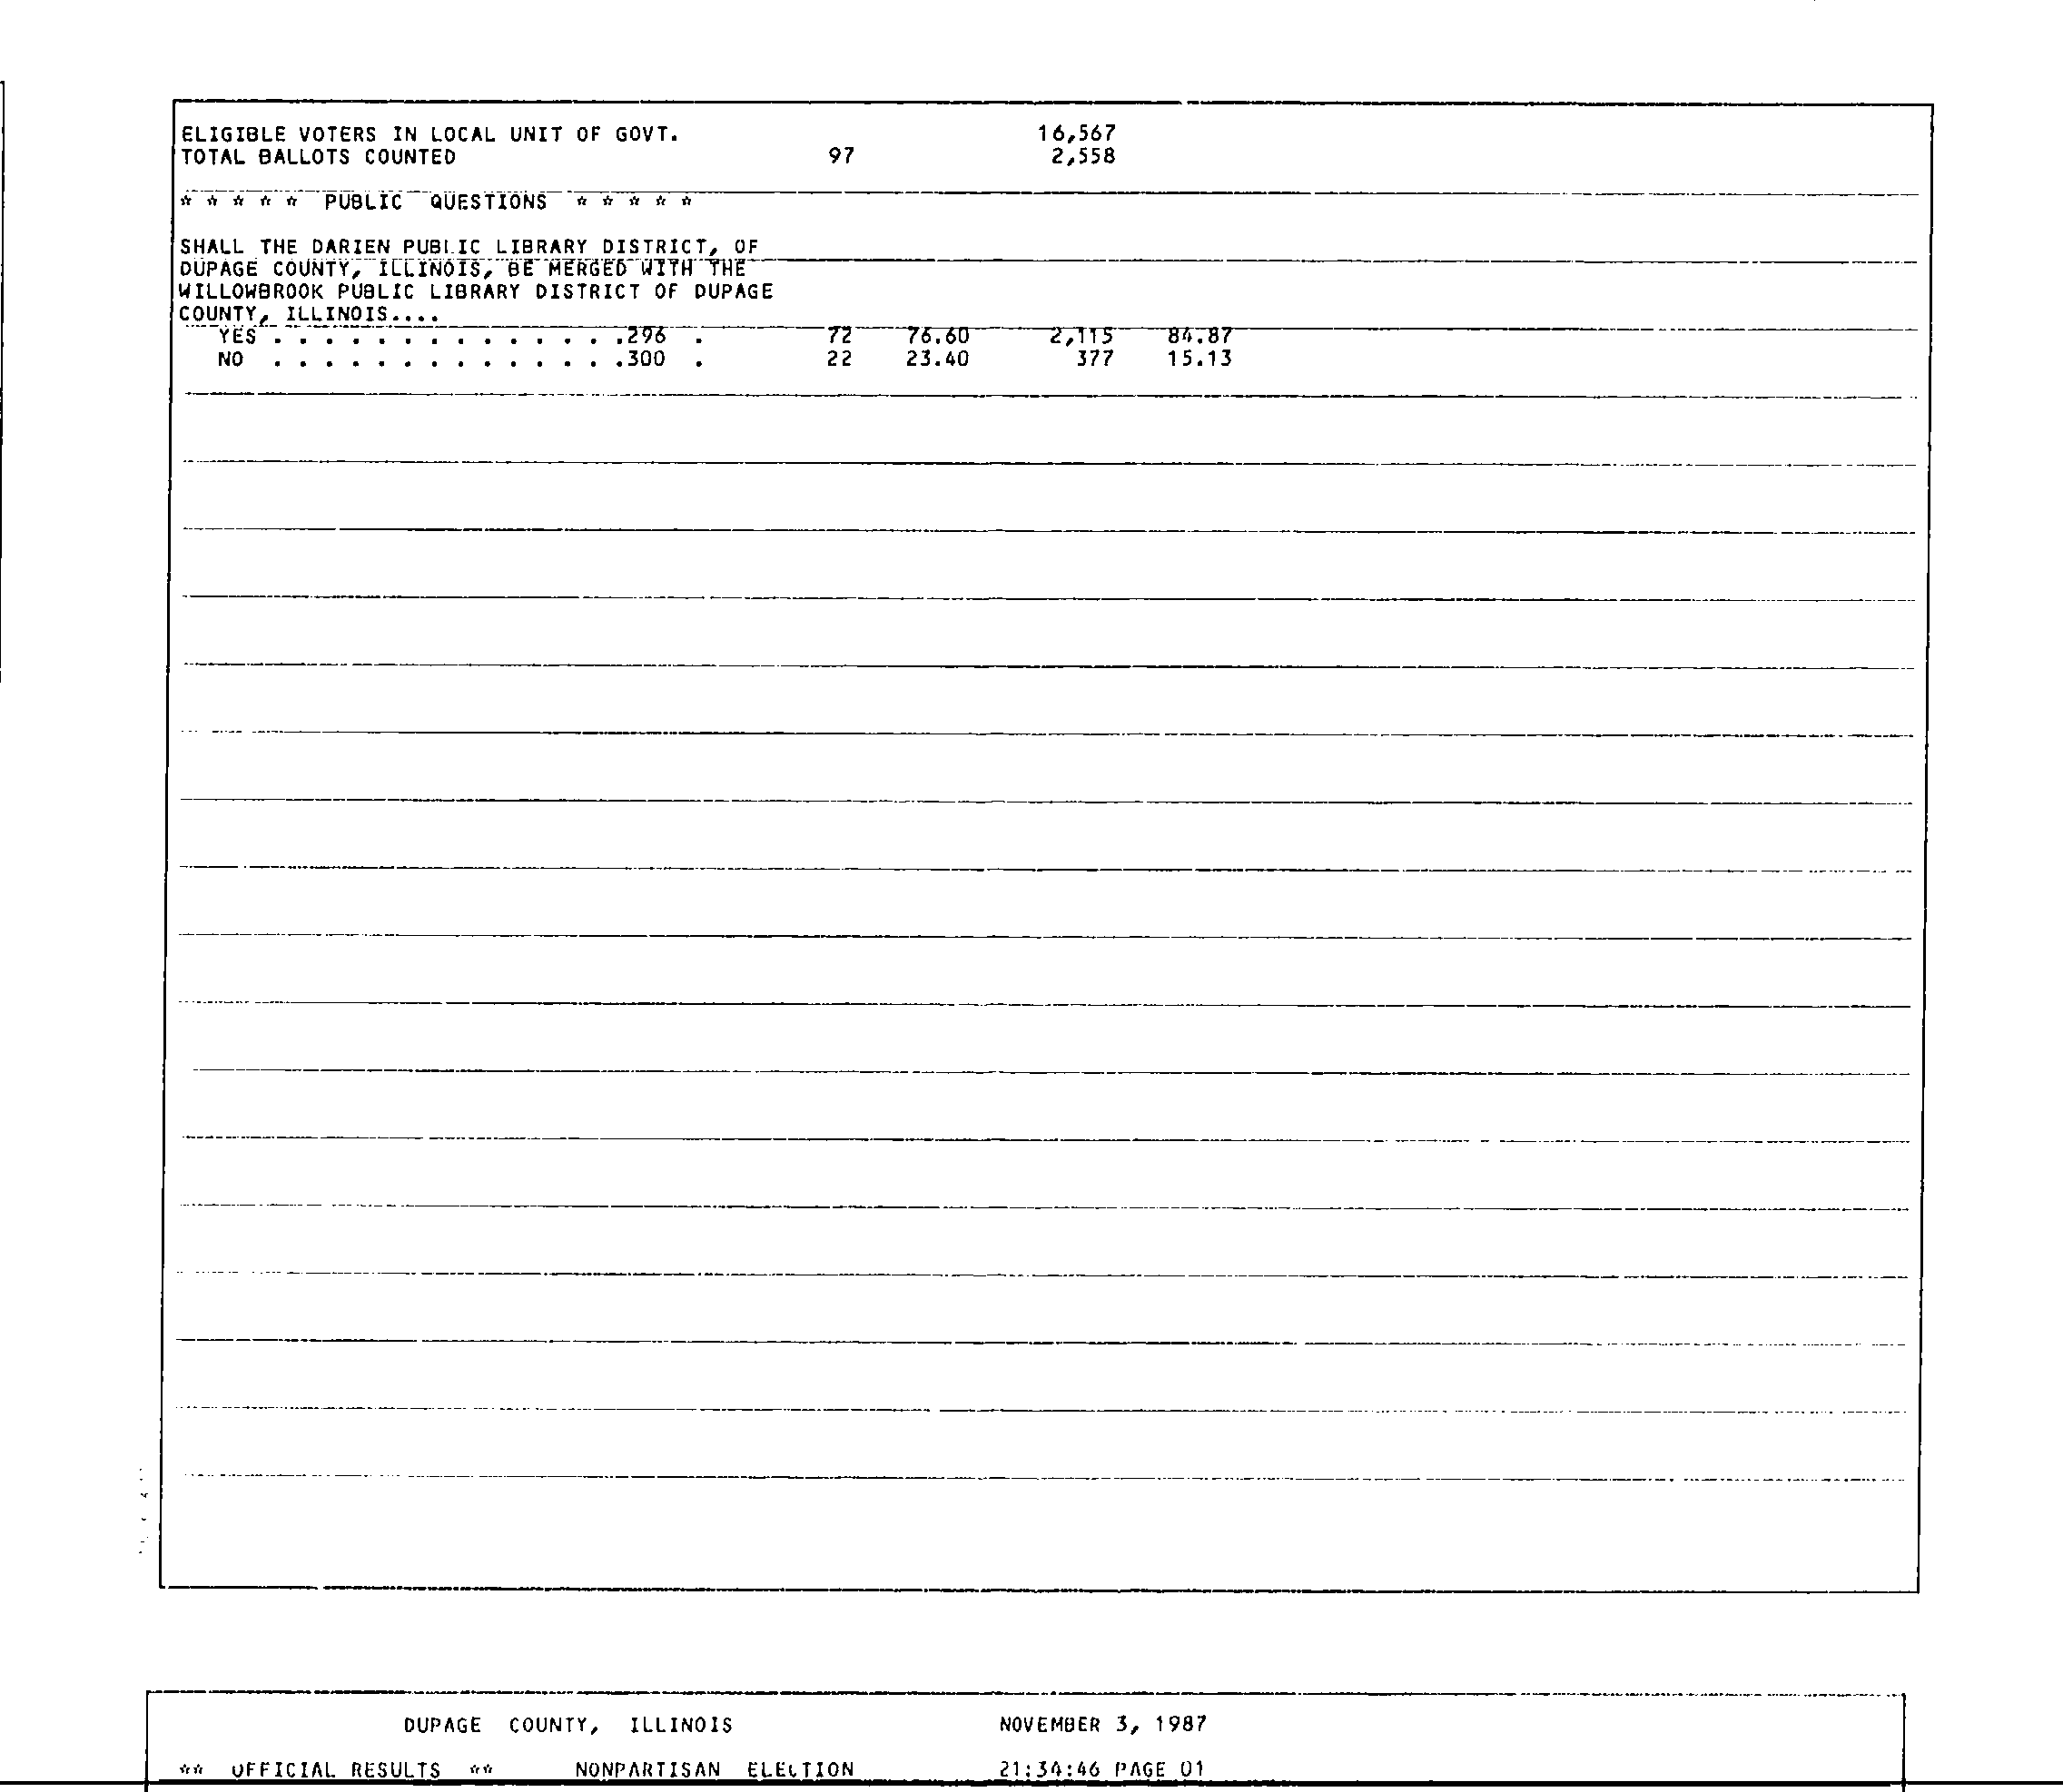 ELIGIBLE VOTERS IN LOCAL UNIT OF GOVT. 16,567
TOTAL BALLOTS COUNTED 97 2,558
* * * * * PUBLIC QUESTIONS * * * * *
SHALL THE DARIEN PUBLIC LIBRARY DISTRICT, OF
DUPAGE COUNTY, ILLINOIS, BE MERGED WITH THE
WILLOWBROOK PUBLIC LIBRARY DISTRICT OF DUPAGE
COUNTY, ILLINOIS....
YES . . . . . . . . . . . . . .296 . 72 76.60 2,115 84.87
NO . . . . . . . . . . . . . .300 . 22 23.40 377 15.13
DUPAGE COUNTY, ILLINOIS NOVEMBER 3, 1987
** OFFICIAL RESULTS ** NONPARTISAN ELECTION 21:34:46 PAGE 01